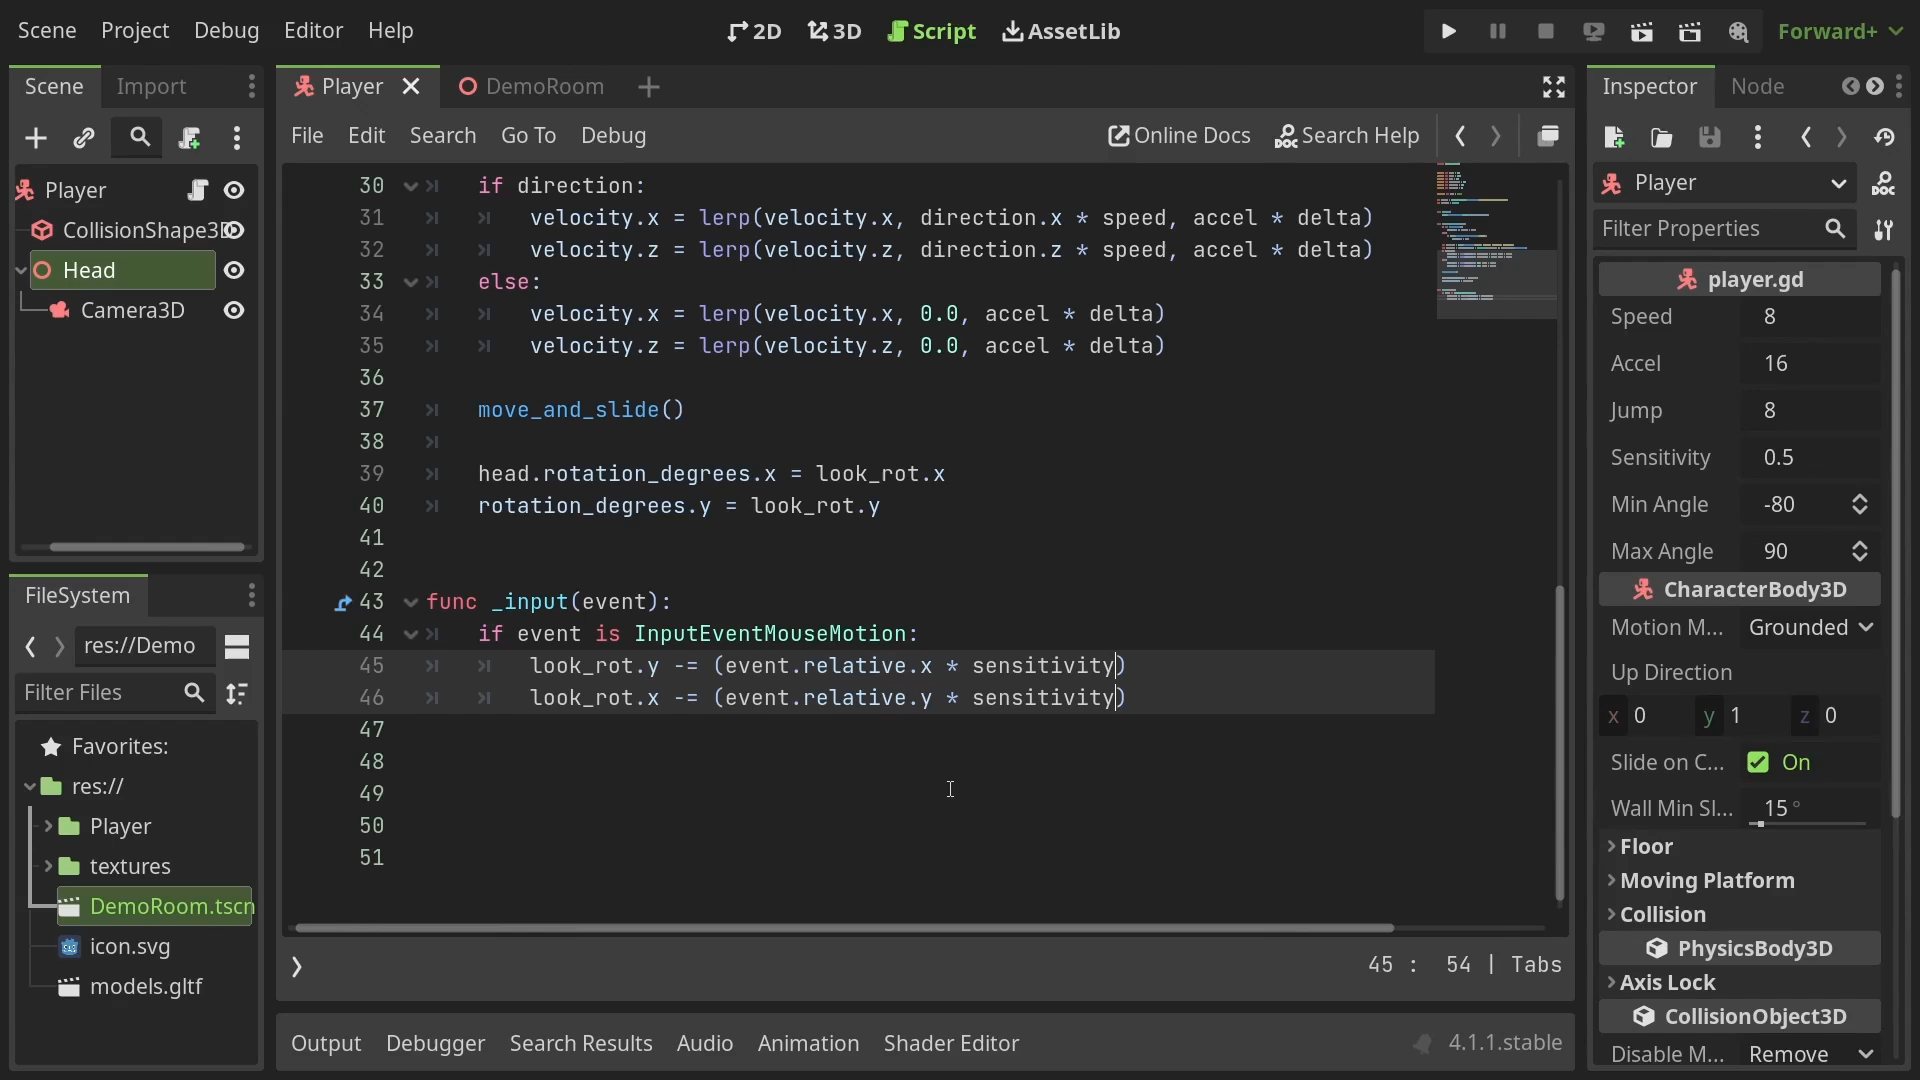 Scene Project Debug Editor Help
2D 3D Script AssetLib
Forward+
Scene Import
Player
CollisionShape3D
Head
Camera3D
FileSystem
res://Demo
Filter Files
Favorites:
res://
Player
textures
DemoRoom.tscn
icon.svg
models.gltf
Player DemoRoom
File Edit Search Go To Debug
Online Docs Search Help
30 if direction:
31 velocity.x = lerp(velocity.x, direction.x * speed, accel * delta)
32 velocity.z = lerp(velocity.z, direction.z * speed, accel * delta)
33 else:
34 velocity.x = lerp(velocity.x, 0.0, accel * delta)
35 velocity.z = lerp(velocity.z, 0.0, accel * delta)
36
37 move_and_slide()
38
39 head.rotation_degrees.x = look_rot.x
40 rotation_degrees.y = look_rot.y
41
42
43 func _input(event):
44 if event is InputEventMouseMotion:
45 look_rot.y -= (event.relative.x * sensitivity)
46 look_rot.x -= (event.relative.y * sensitivity)
47
48
49
50
51
45 : 54 | Tabs
Output Debugger Search Results Audio Animation Shader Editor
4.1.1.stable
Inspector Node
Player
DOC
Filter Properties
player.gd
Speed 8
Accel 16
Jump 8
Sensitivity 0.5
Min Angle -80
Max Angle 90
CharacterBody3D
Motion M... Grounded
Up Direction
x 0 y 1 z 0
Slide on C... On
Wall Min Sl... 15 °
Floor
Moving Platform
Collision
PhysicsBody3D
Axis Lock
CollisionObject3D
Disable M... Remove